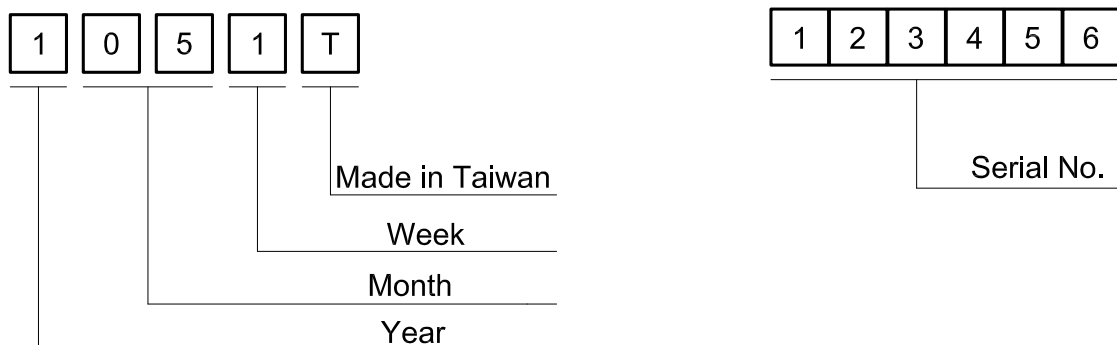 1 0 5 1 T
1 2 3 4 5 6
Made in Taiwan
Serial No.
Week
Month
Year